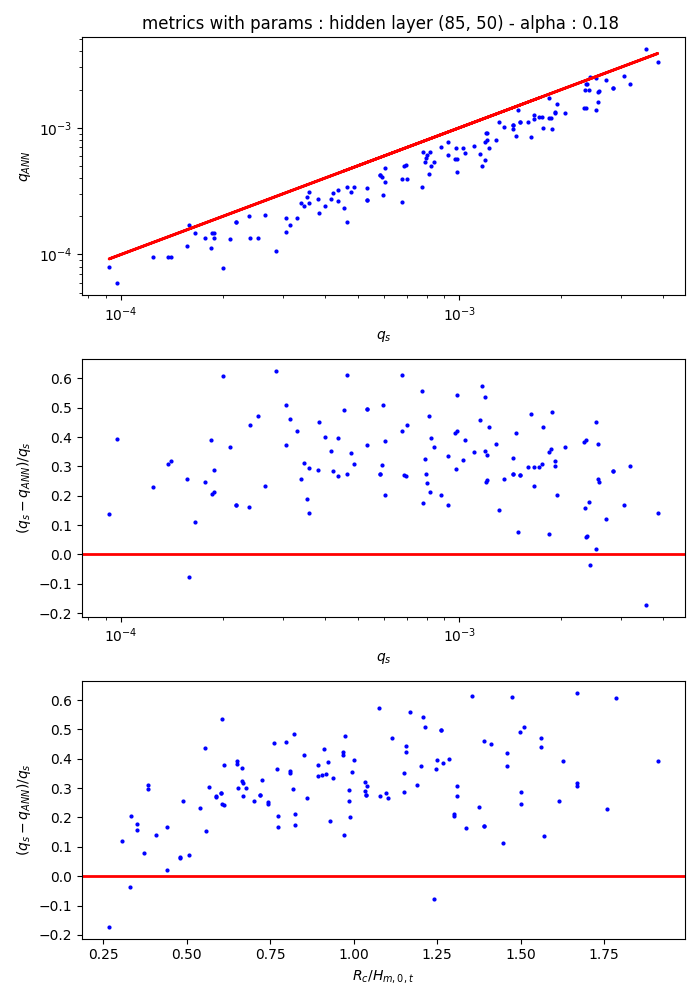 metrics with params : hidden layer (85, 50) - alpha : 0.18
10⁻³
10⁻⁴
q_ANN
10⁻⁴ 10⁻³
q_s
0.6
0.5
0.4
0.3
0.2
0.1
0.0
−0.1
−0.2
(q_s − q_ANN)/q_s
10⁻⁴ 10⁻³
q_s
0.6
0.5
0.4
0.3
0.2
0.1
0.0
−0.1
−0.2
(q_s − q_ANN)/q_s
0.25 0.50 0.75 1.00 1.25 1.50 1.75
R_c/H_m,0,t